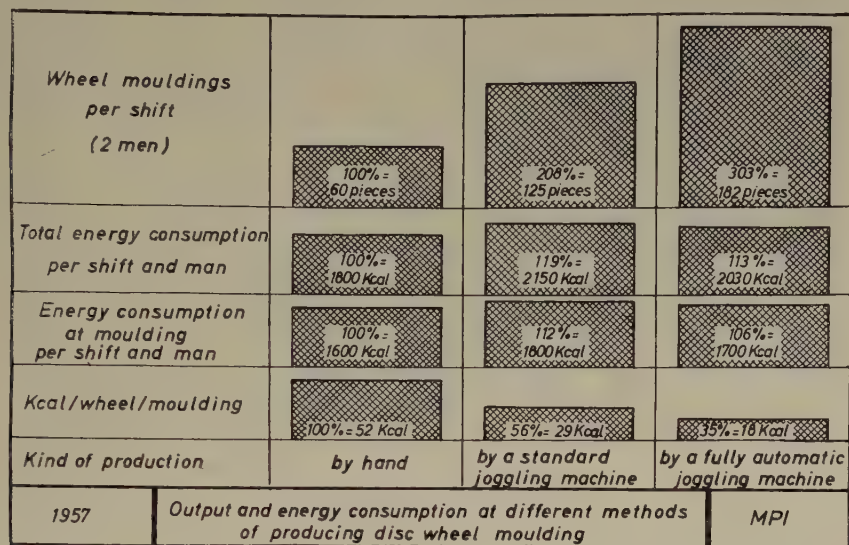 Wheel mouldings
per shift
(2 men)
100% =
60 pieces
208% =
125 pieces
303% =
182 pieces
Total energy consumption
per shift and man
100% =
1800 Kcal
119% =
2150 Kcal
113% =
2030 Kcal
Energy consumption
at moulding
per shift and man
100% =
1600 Kcal
112% =
1800 Kcal
106% =
1700 Kcal
Kcal/wheel/moulding
100% = 52 Kcal
56% = 29 Kcal
35% = 18 Kcal
Kind of production
by hand
by a standard
joggling machine
by a fully automatic
joggling machine
1957
Output and energy consumption at different methods
of producing disc wheel moulding
MPI